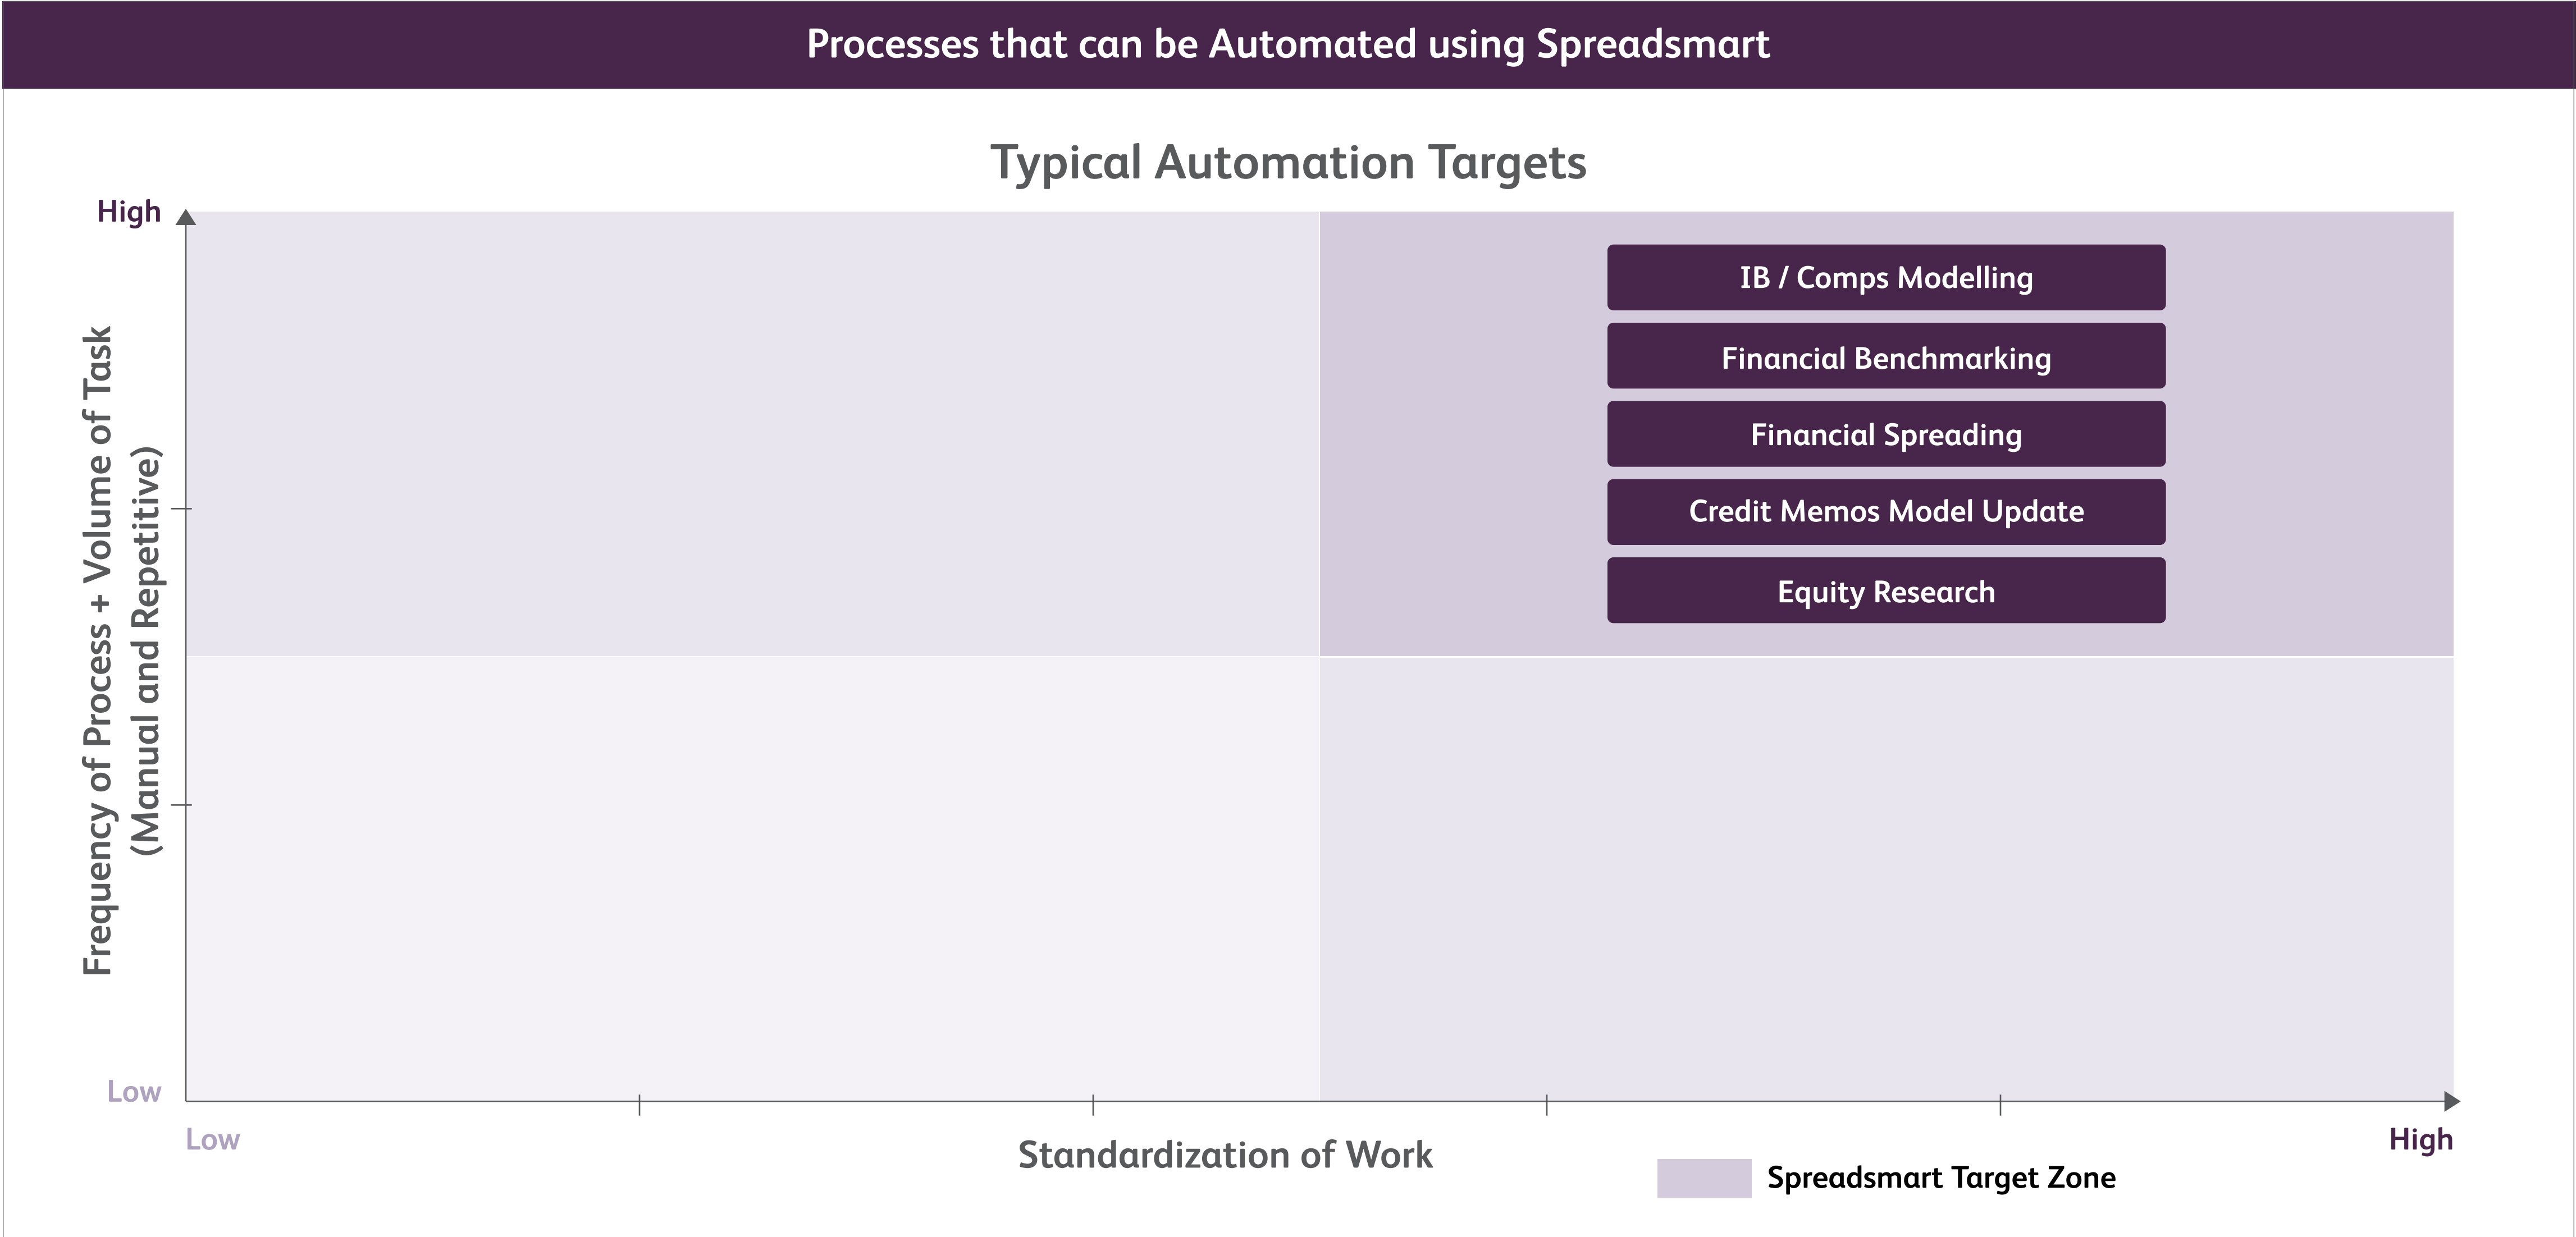 Processes that can be Automated using Spreadsmart
Typical Automation Targets
High
Frequency of Process + Volume of Task
(Manual and Repetitive)
IB / Comps Modelling
Financial Benchmarking
Financial Spreading
Credit Memos Model Update
Equity Research
Low
Low
Standardization of Work
High
Spreadsmart Target Zone